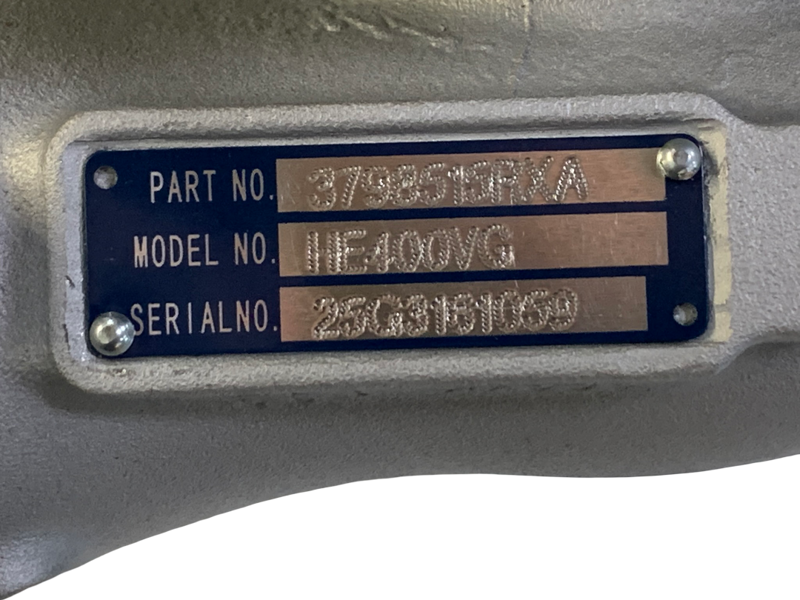 PART NO. 3798515RXA
MODEL NO. HE400VG
SERIALNO. 25G3151059